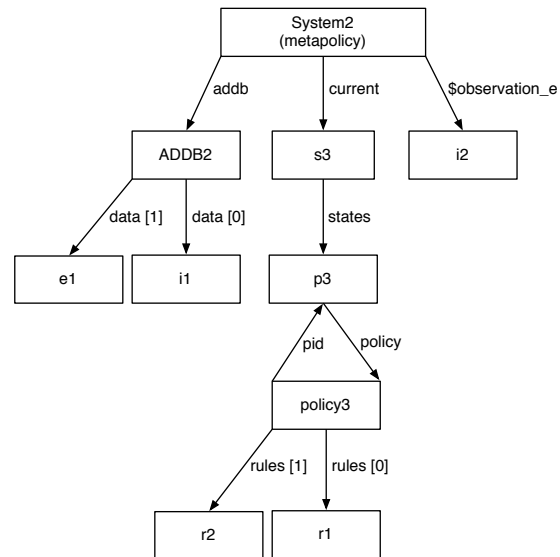 System2
(metapolicy)
addb
current
$observation_e
ADDB2
s3
i2
data [1]
data [0]
states
e1
i1
p3
pid
policy
policy3
rules [1]
rules [0]
r2
r1